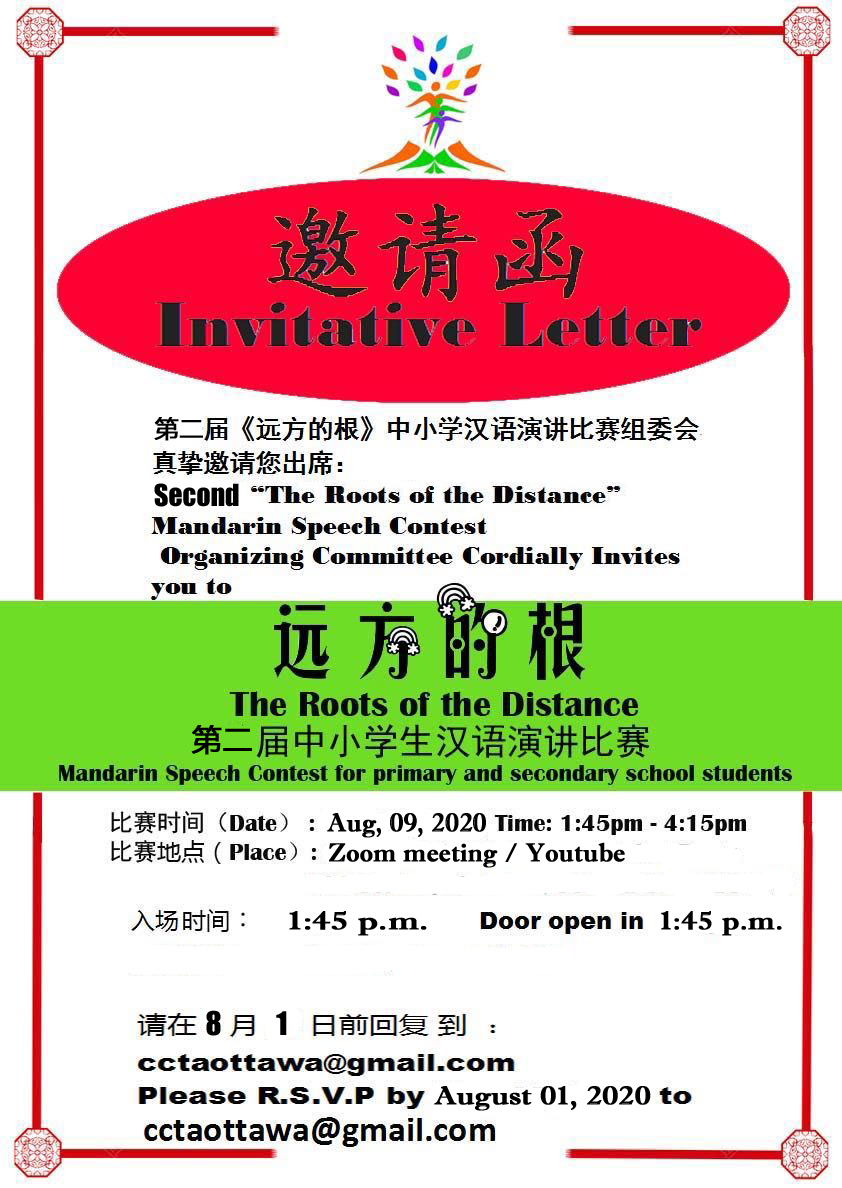 邀请函
Invitative Letter
第二届《远方的根》中小学汉语演讲比赛组委会
真挚邀请您出席：
Second “The Roots of the Distance”
Mandarin Speech Contest
Organizing Committee Cordially Invites
you to
远方的根
The Roots of the Distance
第二届中小学生汉语演讲比赛
Mandarin Speech Contest for primary and secondary school students
比赛时间（Date）: Aug, 09, 2020 Time: 1:45pm - 4:15pm
比赛地点（Place）: Zoom meeting / Youtube
入场时间： 1:45 p.m. Door open in 1:45 p.m.
请在 8 月 1 日前回复 到 ：
cctaottawa@gmail.com
Please R.S.V.P by August 01, 2020 to
cctaottawa@gmail.com